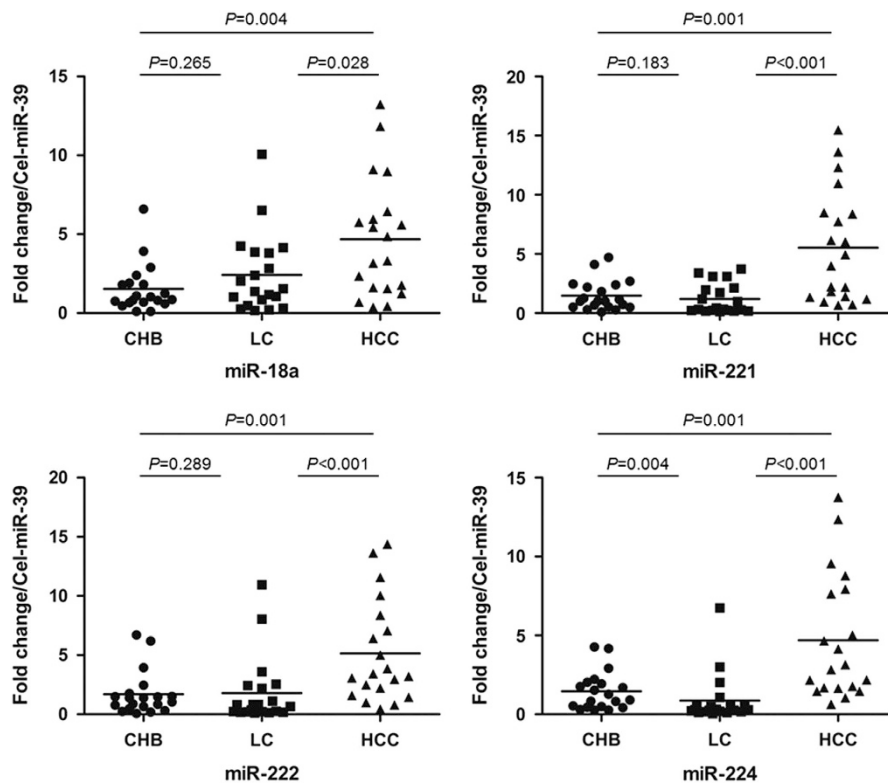 P=0.004
P=0.265 P=0.028
Fold change/Cel-miR-39
15
10
5
0
CHB LC HCC
miR-18a
P=0.001
P=0.183 P<0.001
Fold change/Cel-miR-39
20
15
10
5
0
CHB LC HCC
miR-221
P=0.001
P=0.289 P<0.001
Fold change/Cel-miR-39
20
15
10
5
0
CHB LC HCC
miR-222
P=0.001
P=0.004 P<0.001
Fold change/Cel-miR-39
15
10
5
0
CHB LC HCC
miR-224